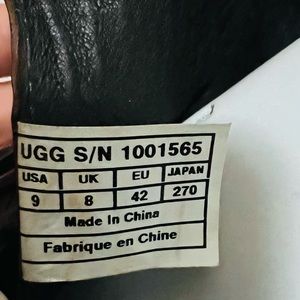 UGG S/N 1001565
USA UK EU JAPAN
9 8 42 270
Made In China
Fabrique en Chine